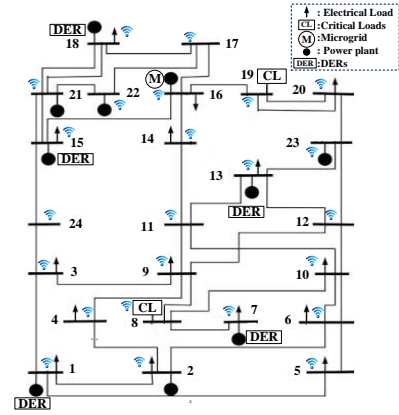 : Electrical Load
CL :Critical Loads
M : Microgrid
: Power plant
DER :DERs
DER
18
17
M
19 CL
20
21
22
16
15
14
23
DER
13
DER
24
11
12
3
9
10
CL
4
8
7
6
DER
1
2
5
DER